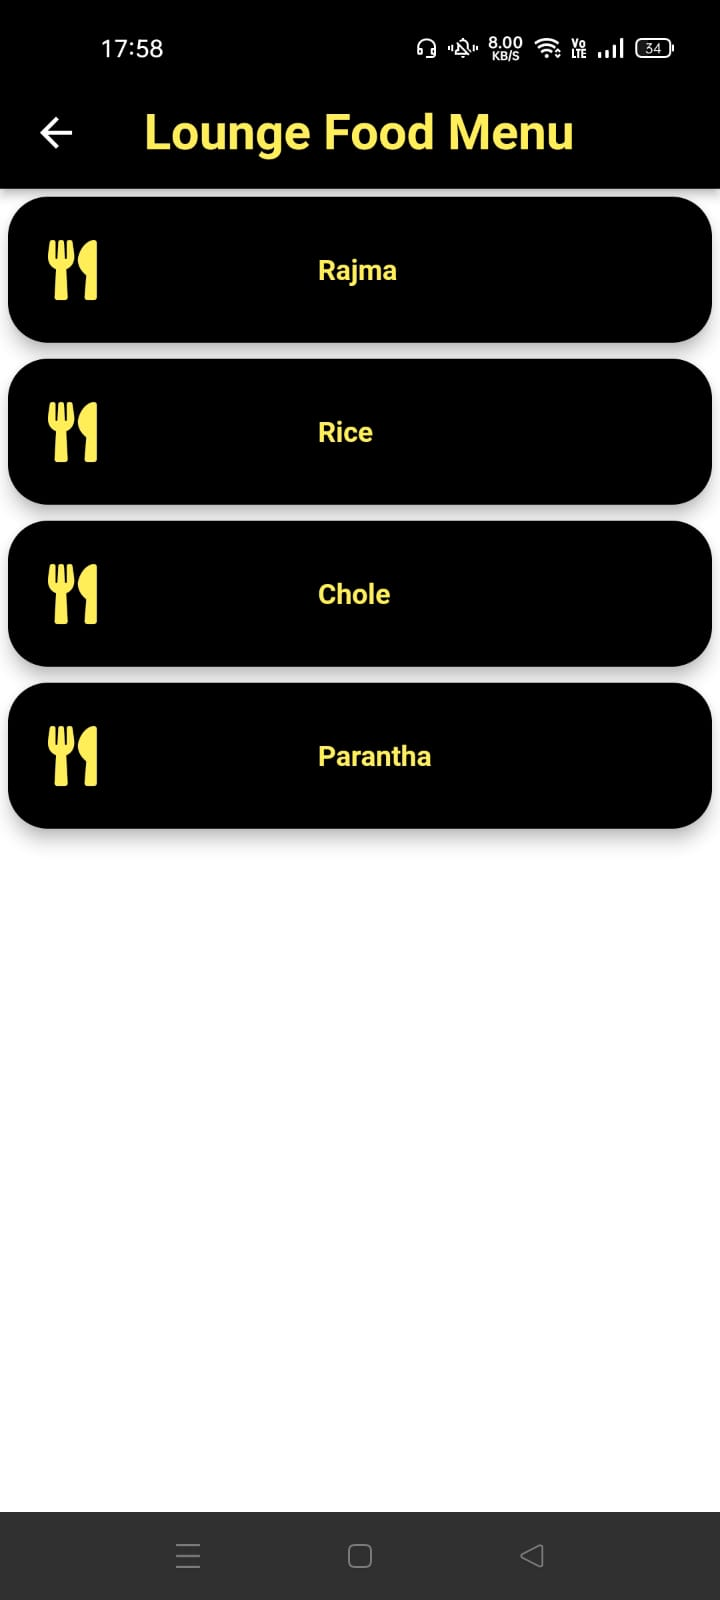 17:58
8.00
KB/S
Vo
LTE
34
Lounge Food Menu
Rajma
Rice
Chole
Parantha